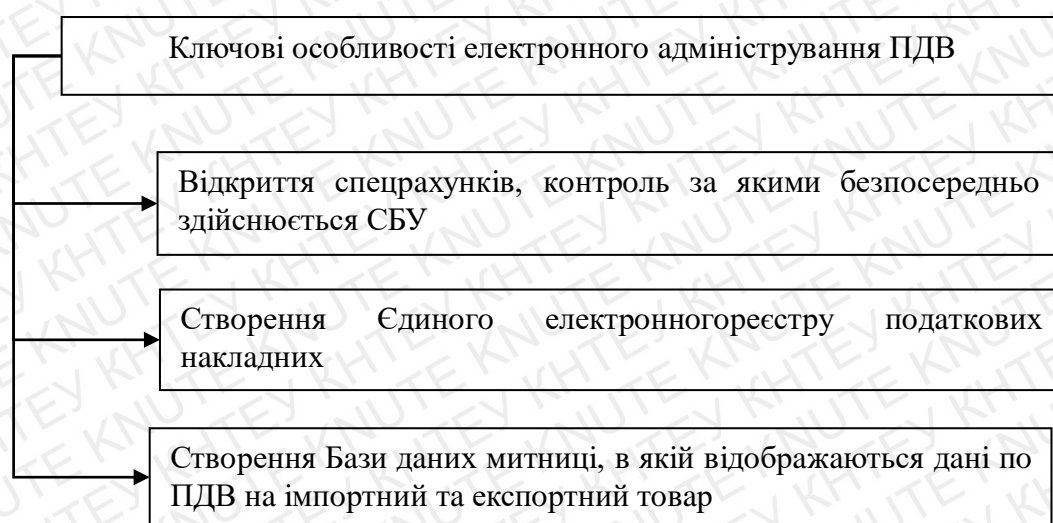 Ключові особливості електронного адміністрування ПДВ
Відкриття спецрахунків, контроль за якими безпосередньо
здійснюється СБУ
Створення Єдиного електронногореєстру податкових
накладних
Створення Бази даних митниці, в якій відображаються дані по
ПДВ на імпортний та експортний товар